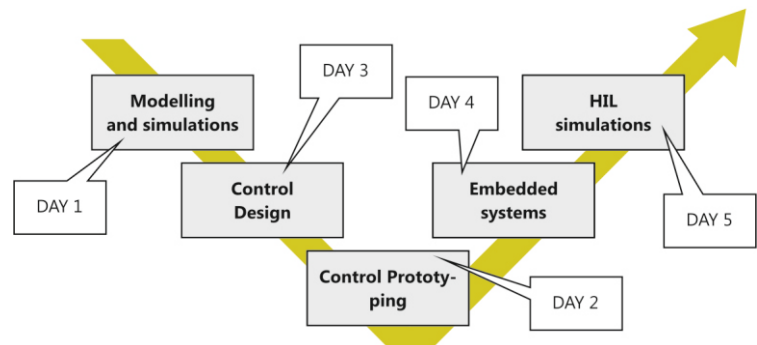 Modelling
and simulations
DAY 1
Control
Design
DAY 3
Control Prototy-
ping
DAY 2
Embedded
systems
DAY 4
HIL
simulations
DAY 5